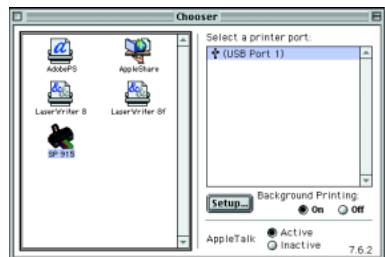 Chooser
Select a printer port:
(USB Port 1)
AdobePS
AppleShare
LaserWriter 8
LaserWriter 8f
SP 915
Setup...
Background Printing:
On
Off
AppleTalk
Active
Inactive
7.6.2